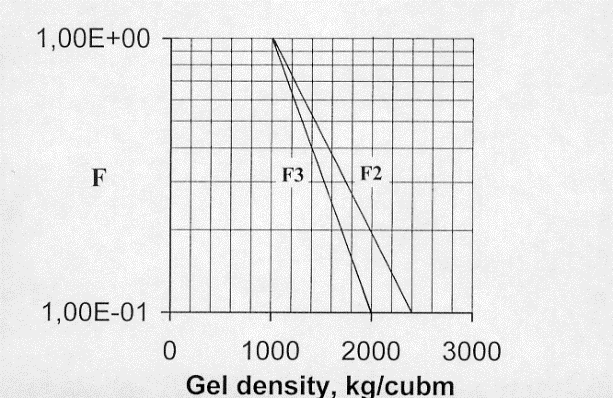 1,00E+00
F
F3 F2
1,00E-01
0 1000 2000 3000
Gel density, kg/cubm